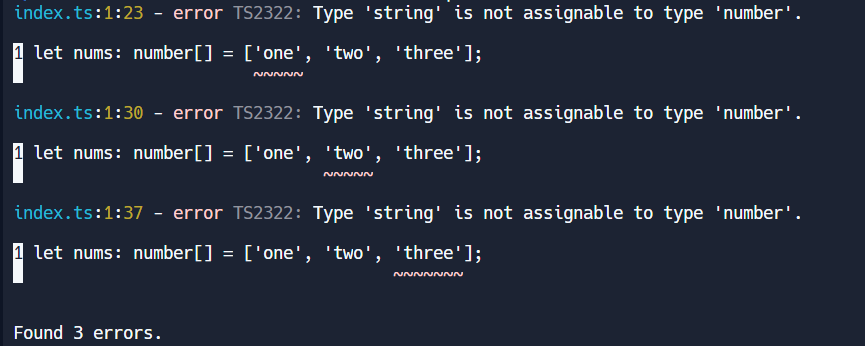 index.ts:1:23 - error TS2322: Type 'string' is not assignable to type 'number'.
1 let nums: number[] = ['one', 'two', 'three'];
~~~~~
index.ts:1:30 - error TS2322: Type 'string' is not assignable to type 'number'.
1 let nums: number[] = ['one', 'two', 'three'];
~~~~~
index.ts:1:37 - error TS2322: Type 'string' is not assignable to type 'number'.
1 let nums: number[] = ['one', 'two', 'three'];
~~~~~~~
Found 3 errors.